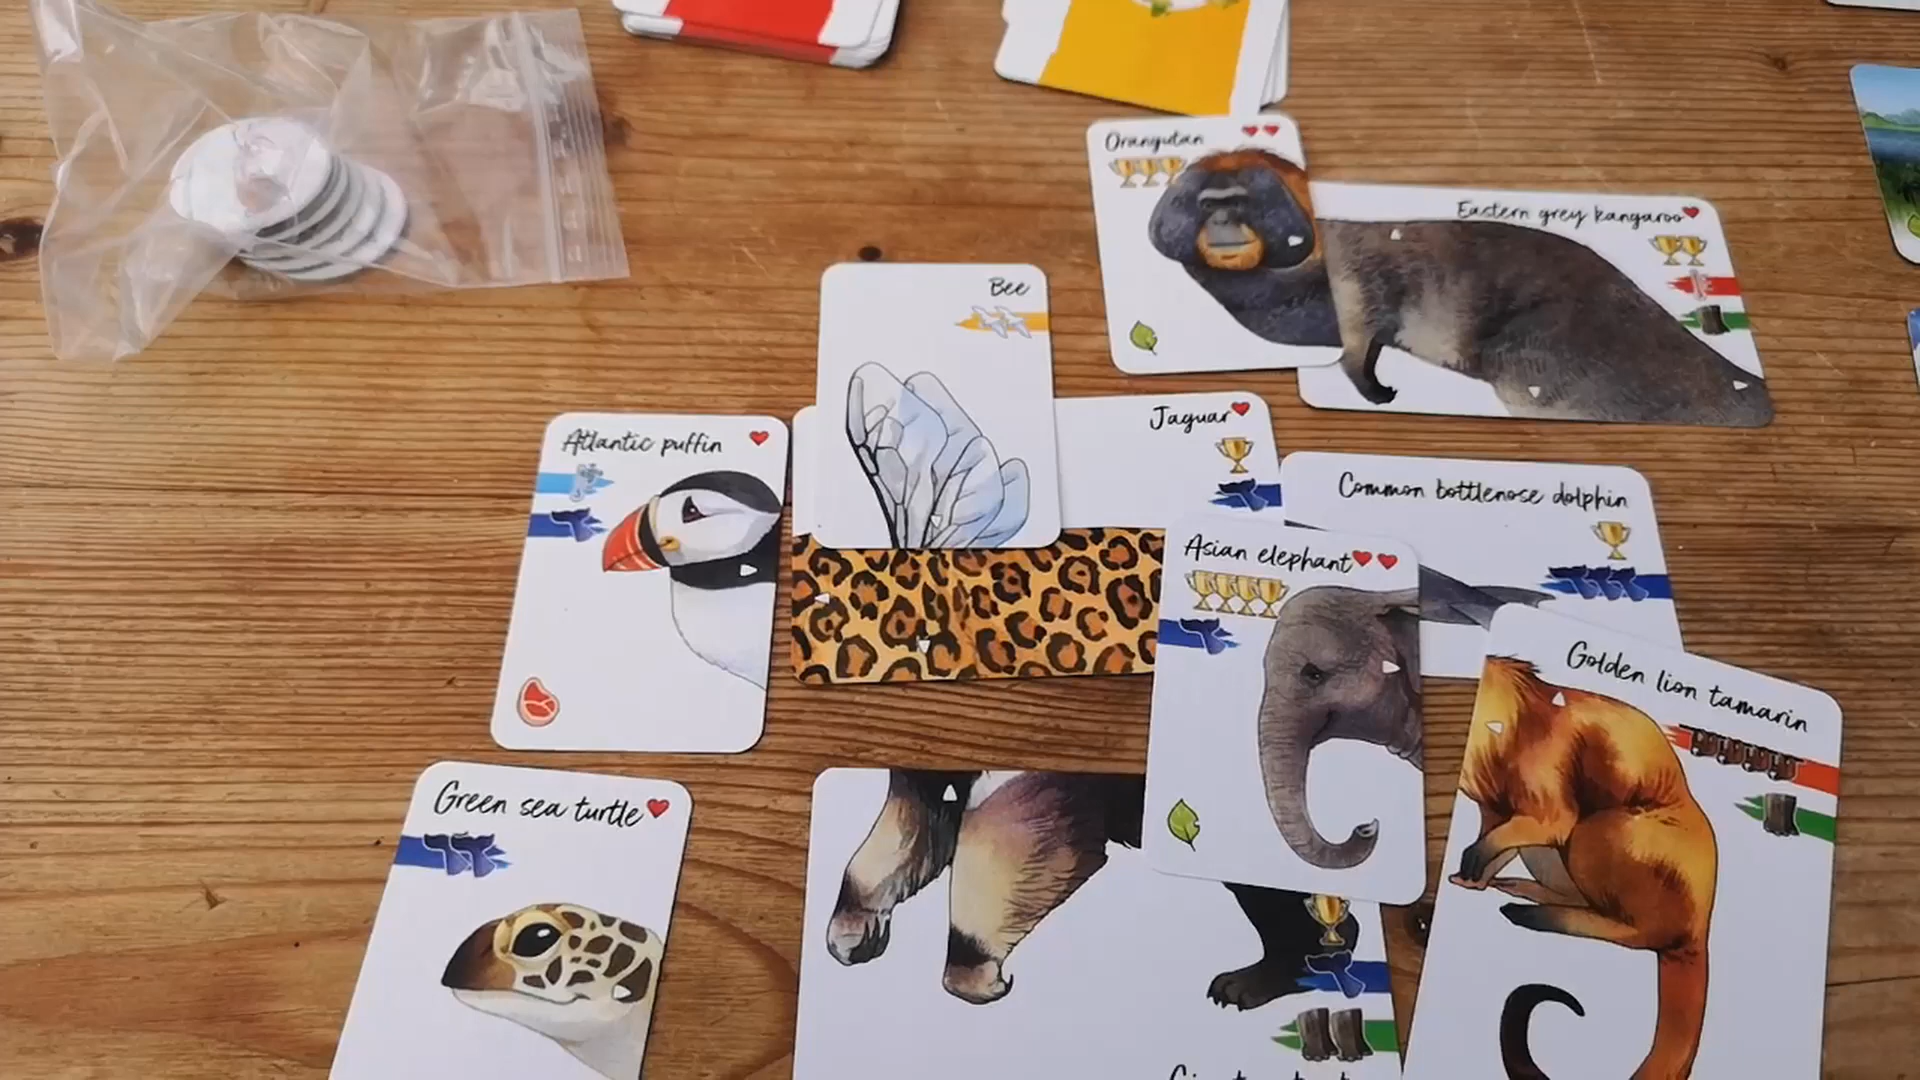 Orangutan
Eastern grey kangaroo
Bee
Jaguar
Atlantic puffin
Common bottlenose dolphin
Asian elephant
Golden lion tamarin
Green sea turtle